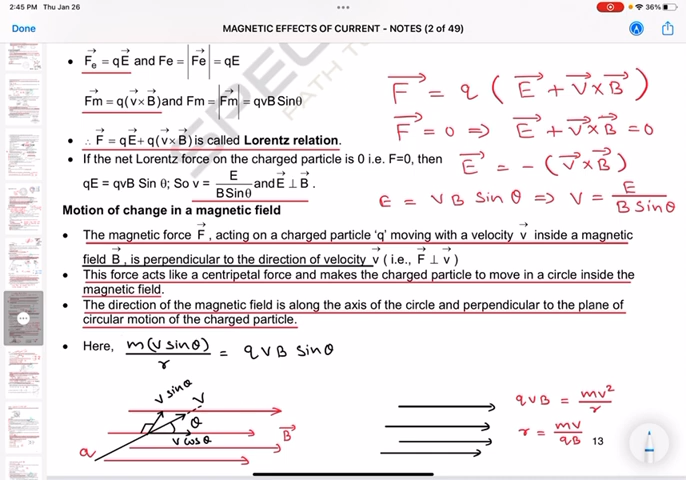 2:45 PM Thu Jan 26
36%
Done
MAGNETIC EFFECTS OF CURRENT - NOTES (2 of 49)
• F⃗e = qE⃗ and Fe = |F⃗e| = qE
F⃗m = q(v⃗ × B⃗) and Fm = |F⃗m| = qvB Sinθ
∴ F⃗ = qE⃗ + q(v⃗ × B⃗) is called Lorentz relation.
• If the net Lorentz force on the charged particle is 0 i.e. F=0, then
qE = qvB Sin θ; So v = E / BSinθ and E⃗ ⊥ B⃗.
F⃗ = q ( E⃗ + V⃗ × B⃗ )
F⃗ = 0 ⇒ E⃗ + V⃗ × B⃗ = 0
E⃗ = - (V⃗ × B⃗)
E = VB sinθ ⇒ V = E / B sinθ
Motion of change in a magnetic field
• The magnetic force F⃗, acting on a charged particle 'q' moving with a velocity v⃗ inside a magnetic
field B⃗, is perpendicular to the direction of velocity v⃗ ( i.e., F⃗ ⊥ v⃗ )
• This force acts like a centripetal force and makes the charged particle to move in a circle inside the
magnetic field.
• The direction of the magnetic field is along the axis of the circle and perpendicular to the plane of
circular motion of the charged particle.
• Here, m(v sinθ) / r = qVB sinθ
v sinθ
V
θ
v cosθ
B⃗
q
qVB = mv² / r
r = mv / qB
13